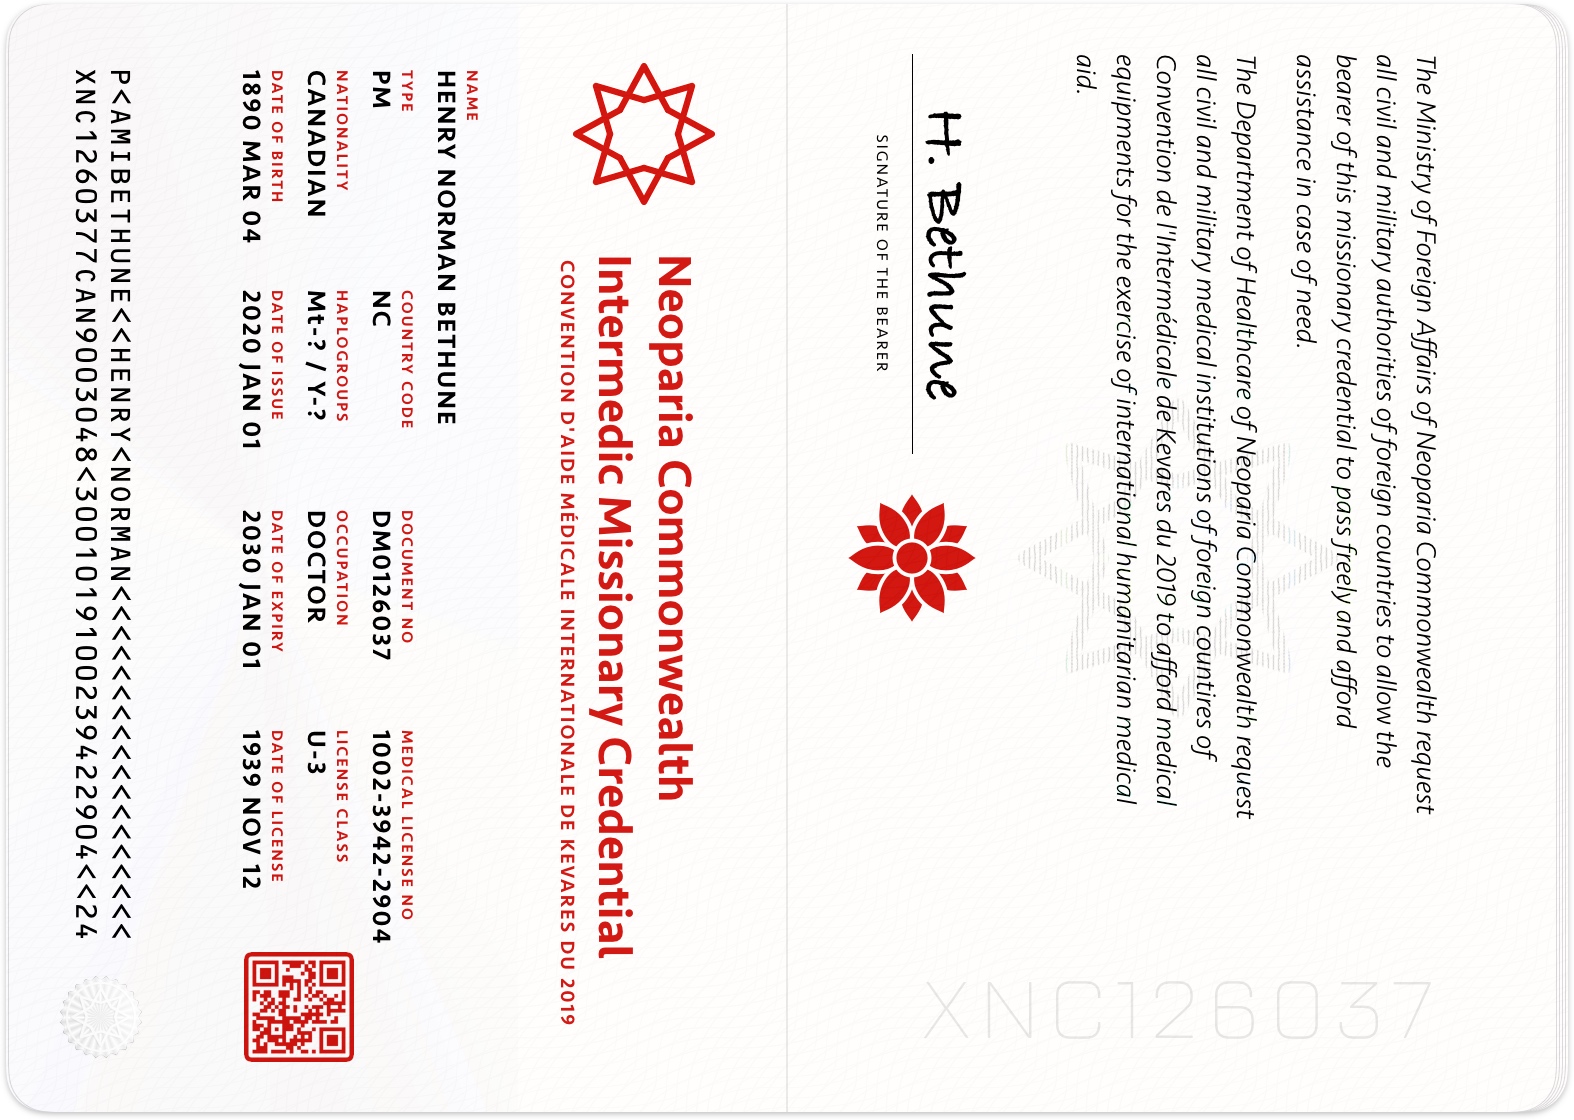 The Ministry of Foreign Affairs of Neoparia Commonwealth request
all civil and military authorities of foreign countries to allow the
bearer of this missionary credential to pass freely and afford
assistance in case of need.
The Department of Healthcare of Neoparia Commonwealth request
all civil and military medical institutions of foreign countires of
Convention de l'Intermédicale de Kevares du 2019 to afford medical
equipments for the exercise of international humanitarian medical
aid.
H. Bethune
SIGNATURE OF THE BEARER
XNC126037
Neoparia Commonwealth
Intermedic Missionary Credential
CONVENTION D'AIDE MÉDICALE INTERNATIONALE DE KEVARES DU 2019
NAME
HENRY NORMAN BETHUNE
TYPE COUNTRY CODE DOCUMENT NO MEDICAL LICENSE NO
PM NC DM0126037 1002-3942-2904
NATIONALITY HAPLOGROUPS OCCUPATION LICENSE CLASS
CANADIAN Mt-? / Y-? DOCTOR U-3
DATE OF BIRTH DATE OF ISSUE DATE OF EXPIRY DATE OF LICENSE
1890 MAR 04 2020 JAN 01 2030 JAN 01 1939 NOV 12
P<AMIBETHUNE<<HENRY<NORMAN<<<<<<<<<<<<<<<<<<
XNC1260377CAN9003048<3001019100239422904<<24